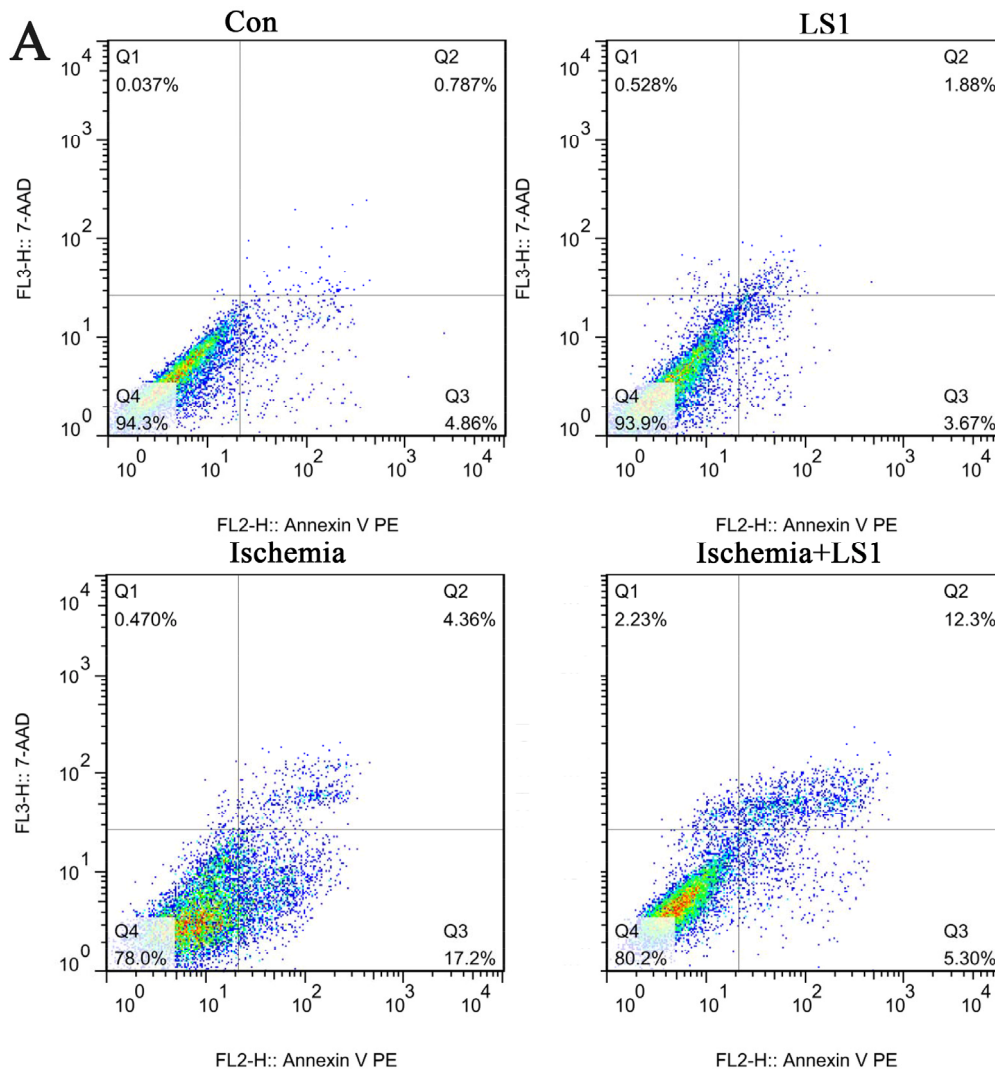 A
Con
Q1
0.037%
Q2
0.787%
Q4
94.3%
Q3
4.86%
10^4
10^3
10^2
10^1
10^0
10^0 10^1 10^2 10^3 10^4
FL3-H:: 7-AAD
FL2-H:: Annexin V PE
LS1
Q1
0.528%
Q2
1.88%
Q4
93.9%
Q3
3.67%
10^4
10^3
10^2
10^1
10^0
10^0 10^1 10^2 10^3 10^4
FL3-H:: 7-AAD
FL2-H:: Annexin V PE
Ischemia
Q1
0.470%
Q2
4.36%
Q4
78.0%
Q3
17.2%
10^4
10^3
10^2
10^1
10^0
10^0 10^1 10^2 10^3 10^4
FL3-H:: 7-AAD
FL2-H:: Annexin V PE
Ischemia+LS1
Q1
2.23%
Q2
12.3%
Q4
80.2%
Q3
5.30%
10^0 10^1 10^2 10^3 10^4
FL2-H:: Annexin V PE